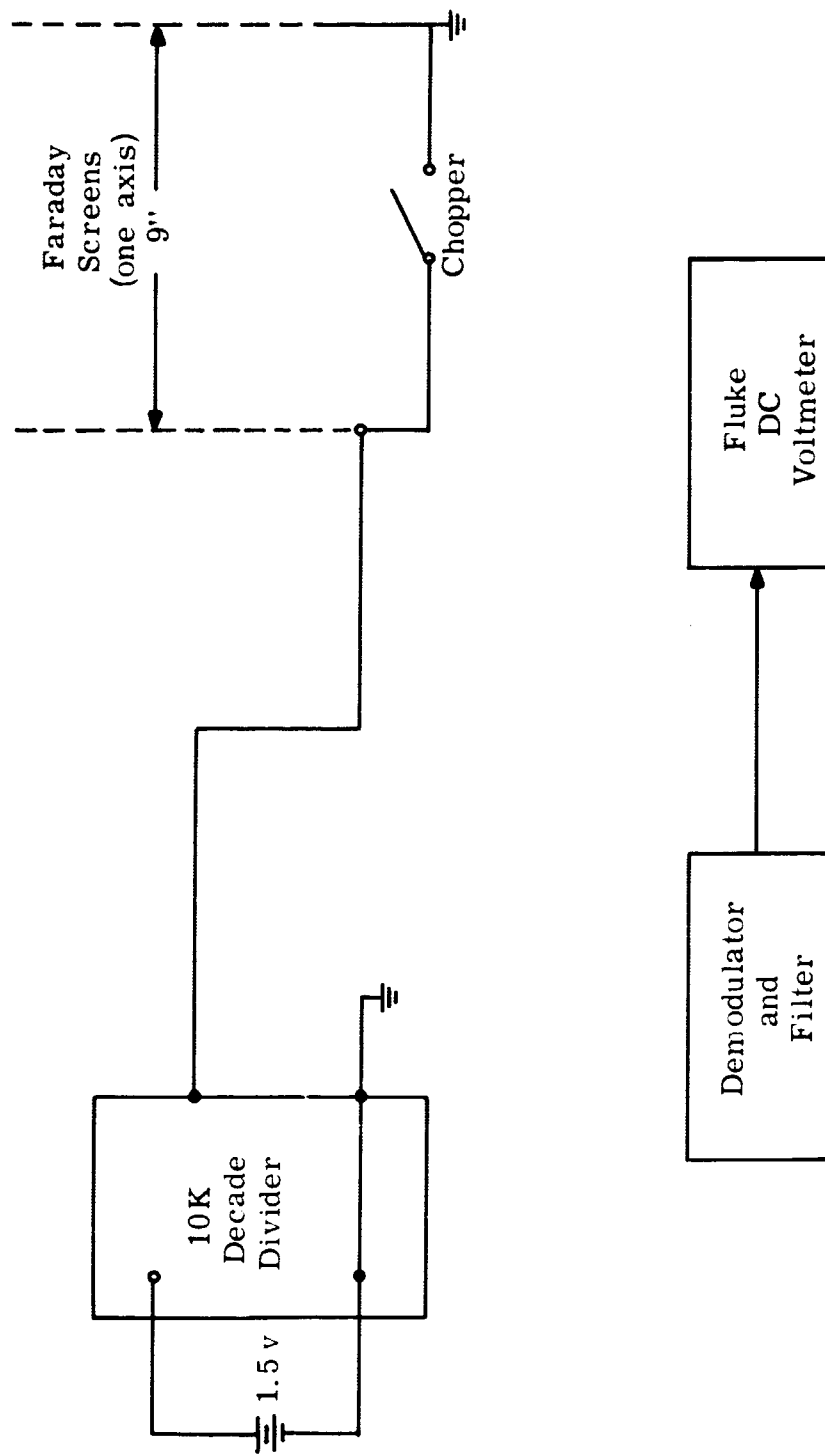 Faraday
Screens
(one axis)
9"
Chopper
10K
Decade
Divider
1.5 v
Fluke
DC
Voltmeter
Demodulator
and
Filter